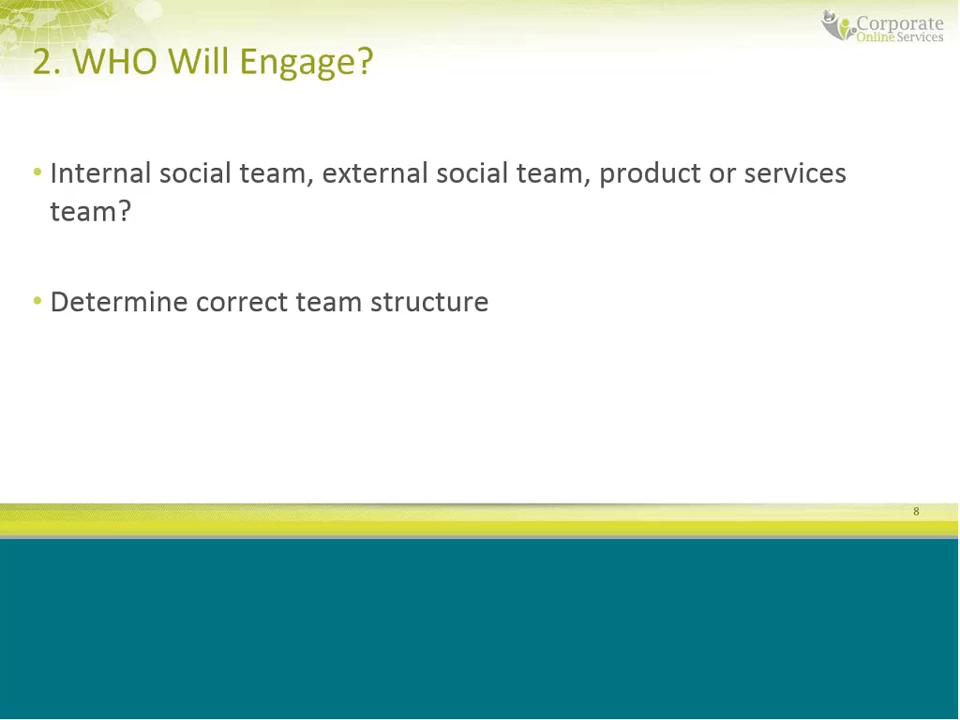 Corporate
Online Services
2. WHO Will Engage?
• Internal social team, external social team, product or services
team?
• Determine correct team structure
8